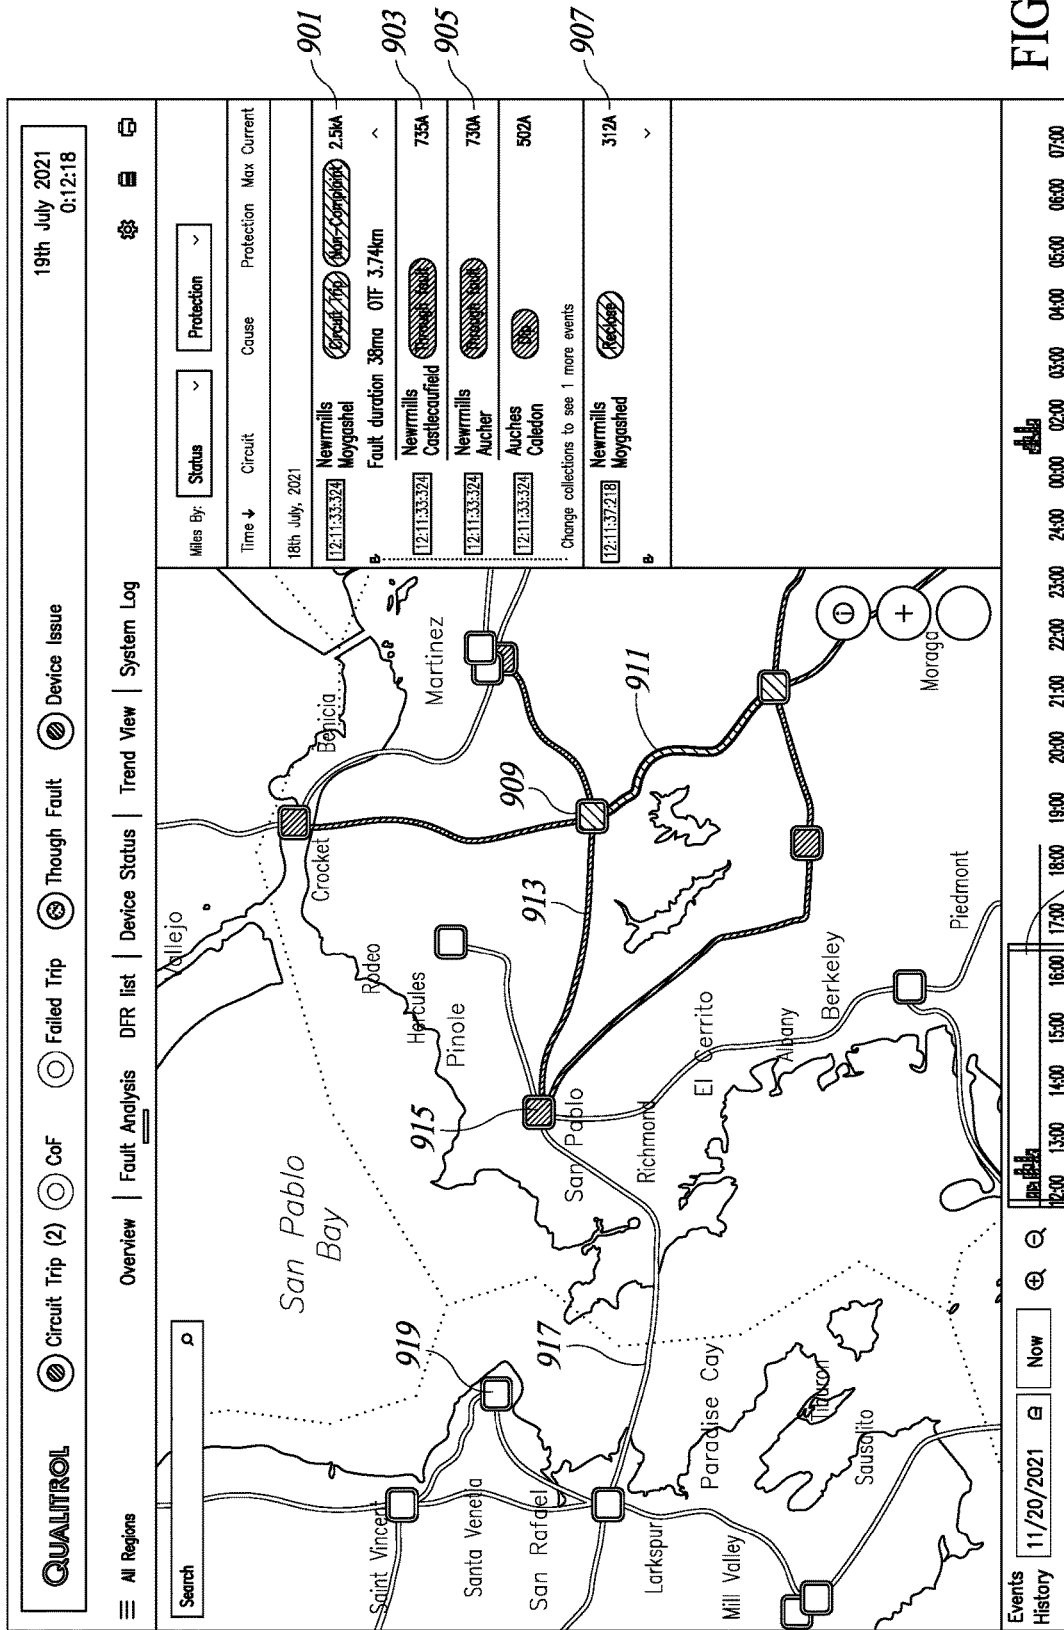 QUALITROL
Circuit Trip (2)
CoF
Failed Trip
Though Fault
Device Issue
19th July 2021
0:12:18
All Regions
Overview
Fault Analysis
DFR list
Device Status
Trend View
System Log
Search
Miles By:
Status
Protection
Time ↓ Circuit Cause Protection Max Current
18th July, 2021
12:11:33:324
Newrmills
Moygashel
Circuit Trip
Non-Complaint
2.5kA
Fault duration 38ma OTF 3.74km
12:11:33:324
Newrmills
Castlecaufield
Through fault
735A
12:11:33:324
Newrmills
Aucher
Through fault
730A
12:11:33:324
Auches
Caledon
Dip
502A
Change collections to see 1 more events
12:11:37:218
Newrmills
Moygashed
Reclose
312A
901
903
905
907
Vallejo
San Pablo
Bay
Crocket
Benicia
Martinez
Rodeo
Hercules
Pinole
Saint Vincent
Santa Venetia
San Rafael
Larkspur
Mill Valley
Paradise Cay
Tiburon
Sausalito
San Pablo
Richmond
El Cerrito
Albany
Berkeley
Piedmont
Moraga
909
911
913
915
917
919
Events
History
11/20/2021
Now
12:00 13:00 14:00 15:00 16:00 17:00 18:00 19:00 20:00 21:00 22:00 23:00 24:00 00:00 02:00 03:00 04:00 05:00 06:00 07:00
FIG